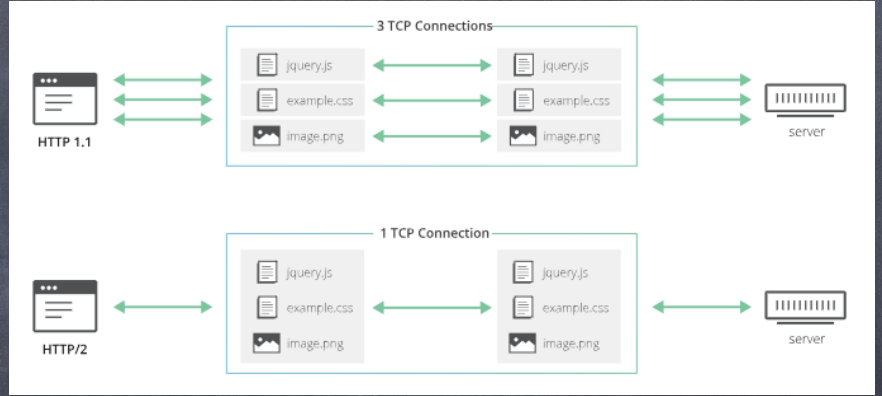 3 TCP Connections
jquery.js jquery.js
example.css example.css
image.png image.png
HTTP 1.1
server
1 TCP Connection
jquery.js jquery.js
example.css example.css
image.png image.png
HTTP/2
server